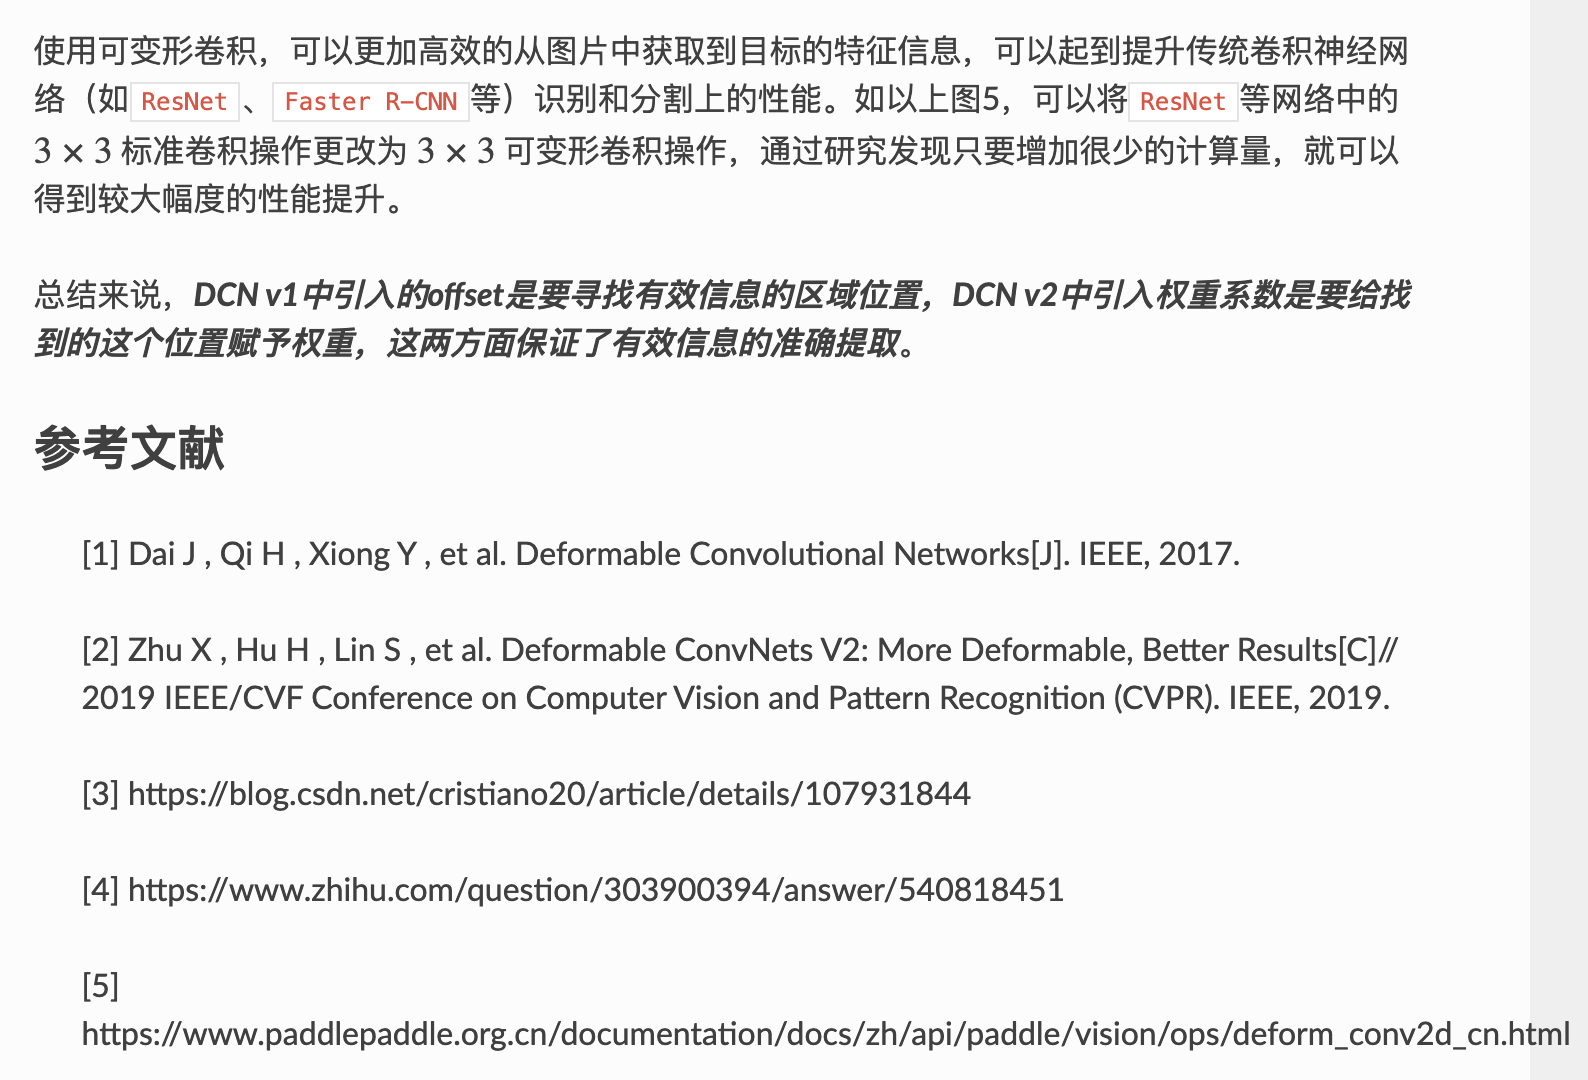 使用可变形卷积，可以更加高效的从图片中获取到目标的特征信息，可以起到提升传统卷积神经网
络（如 ResNet 、 Faster R-CNN 等）识别和分割上的性能。如以上图5，可以将 ResNet 等网络中的
3 × 3 标准卷积操作更改为 3 × 3 可变形卷积操作，通过研究发现只要增加很少的计算量，就可以
得到较大幅度的性能提升。
总结来说，DCN v1中引入的offset是要寻找有效信息的区域位置，DCN v2中引入权重系数是要给找
到的这个位置赋予权重，这两方面保证了有效信息的准确提取。
参考文献
[1] Dai J , Qi H , Xiong Y , et al. Deformable Convolutional Networks[J]. IEEE, 2017.
[2] Zhu X , Hu H , Lin S , et al. Deformable ConvNets V2: More Deformable, Better Results[C]//
2019 IEEE/CVF Conference on Computer Vision and Pattern Recognition (CVPR). IEEE, 2019.
[3] https://blog.csdn.net/cristiano20/article/details/107931844
[4] https://www.zhihu.com/question/303900394/answer/540818451
[5]
https://www.paddlepaddle.org.cn/documentation/docs/zh/api/paddle/vision/ops/deform_conv2d_cn.html